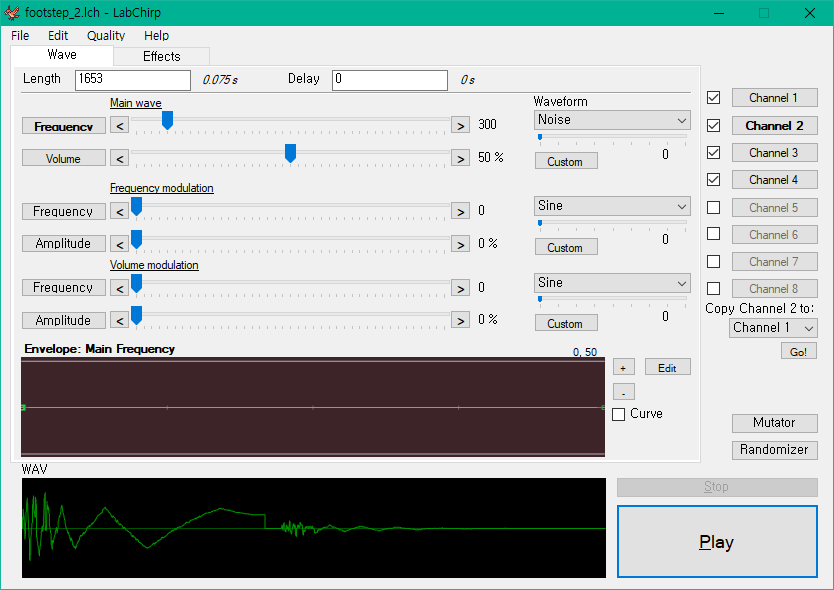 footstep_2.lch - LabChirp
File Edit Quality Help
Wave Effects
Length 1653 0.075 s Delay 0 0 s
Main wave
Frequency < > 300
Volume < > 50 %
Waveform
Noise
0
Custom
Frequency modulation
Frequency < > 0
Amplitude < > 0 %
Sine
0
Custom
Volume modulation
Frequency < > 0
Amplitude < > 0 %
Sine
0
Custom
Envelope: Main Frequency 0, 50
+ Edit
-
Curve
Channel 1
Channel 2
Channel 3
Channel 4
Channel 5
Channel 6
Channel 7
Channel 8
Copy Channel 2 to:
Channel 1
Go!
Mutator
Randomizer
WAV
Stop
Play